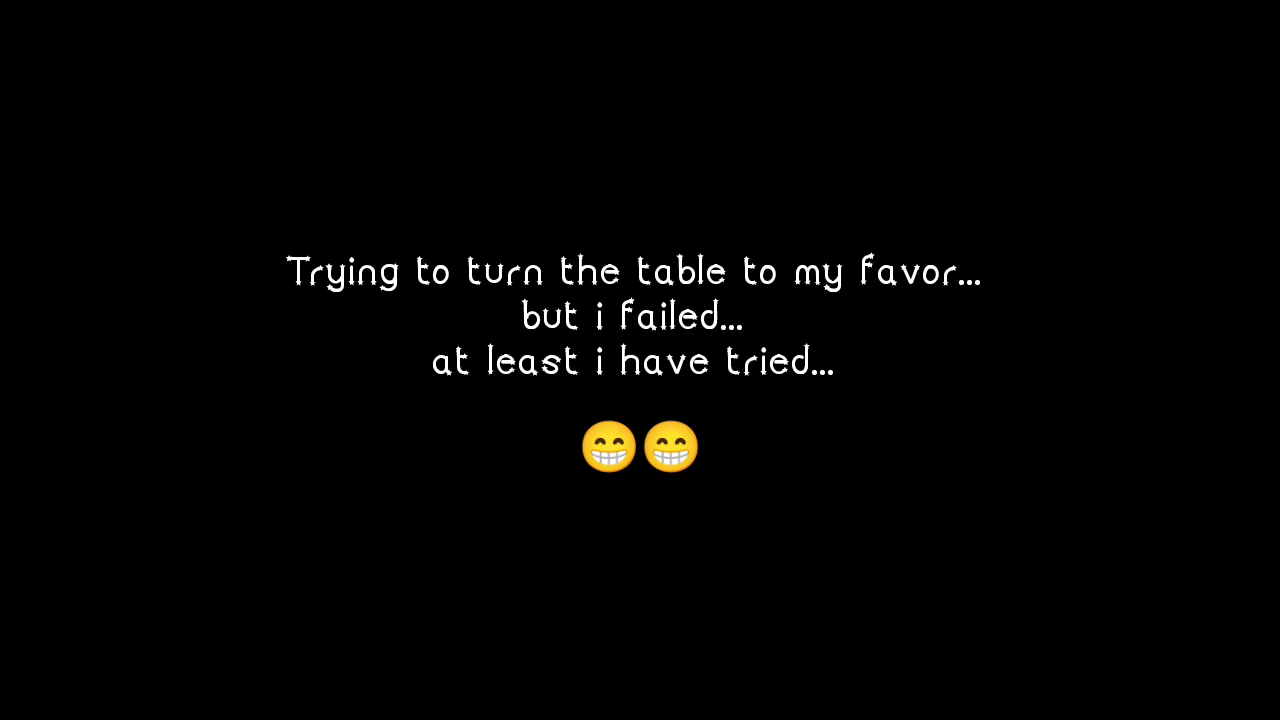 Trying to turn the table to my favor...
but i failed...
at least i have tried...
😁😁